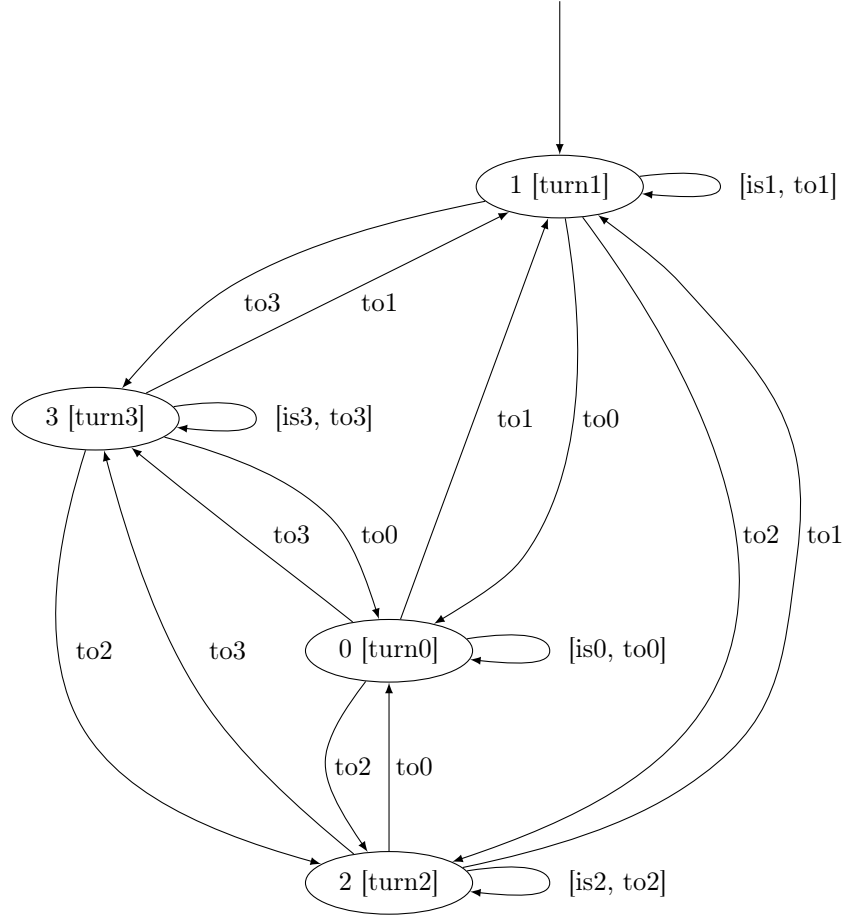 1 [turn1]
[is1, to1]
to3
to1
3 [turn3]
[is3, to3]
to1
to0
to3
to0
to2
to1
to2
to3
0 [turn0]
[is0, to0]
to2
to0
2 [turn2]
[is2, to2]